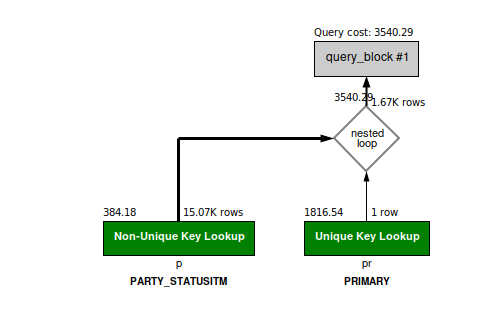 Query cost: 3540.29
query_block #1
3540.29
1.67K rows
nested
loop
384.18
15.07K rows
1816.54
1 row
Non-Unique Key Lookup
Unique Key Lookup
p
pr
PARTY_STATUSITM
PRIMARY